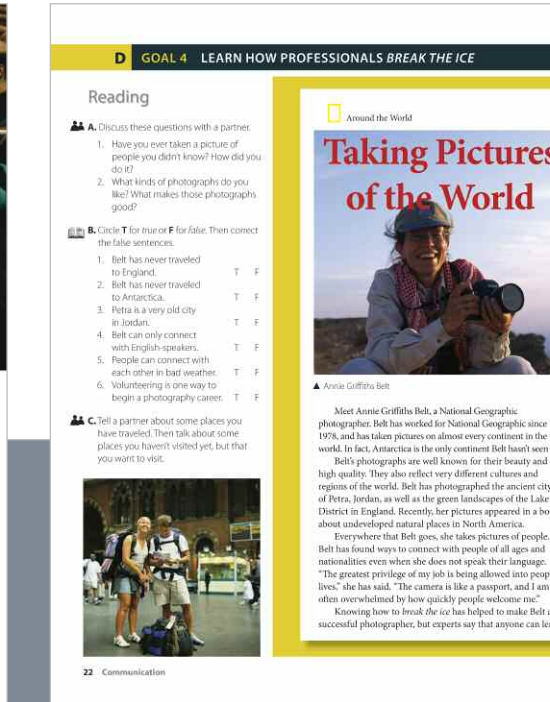 D GOAL 4 LEARN HOW PROFESSIONALS BREAK THE ICE
Reading
A. Discuss these questions with a partner.
1. Have you ever taken a picture of
people you didn't know? How did you
do it?
2. What kinds of photographs do you
like? What makes those photographs
good?
B. Circle T for true or F for false. Then correct
the false sentences.
1. Belt has never traveled
to England. T F
2. Belt has never traveled
to Antarctica. T F
3. Petra is a very old city
in Jordan. T F
4. Belt can only connect
with English-speakers. T F
5. People can connect with
each other in bad weather. T F
6. Volunteering is one way to
begin a photography career. T F
C. Tell a partner about some places you
have traveled. Then talk about some
places you haven't visited yet, but that
you want to visit.
22 Communication
Around the World
Taking Pictures
of the World
▲ Annie Griffiths Belt
Meet Annie Griffiths Belt, a National Geographic
photographer. Belt has worked for National Geographic since
1978, and has taken pictures on almost every continent in the
world. In fact, Antarctica is the only continent Belt hasn't seen
Belt's photographs are well known for their beauty and
high quality. They also reflect very different cultures and
regions of the world. Belt has photographed the ancient city
of Petra, Jordan, as well as the green landscapes of the Lake
District in England. Recently, her pictures appeared in a bo
about undeveloped natural places in North America.
Everywhere that Belt goes, she takes pictures of people.
Belt has found ways to connect with people of all ages and
nationalities even when she does not speak their language.
"The greatest privilege of my job is being allowed into peop
lives," she has said. "The camera is like a passport, and I am
often overwhelmed by how quickly people welcome me."
Knowing how to break the ice has helped to make Belt a
successful photographer, but experts say that anyone can lea